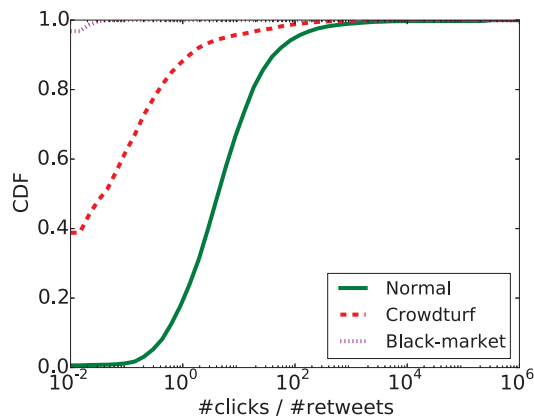 1.0
0.8
0.6
0.4
0.2
0.0
CDF
10^-2
10^0
10^2
10^4
10^6
#clicks / #retweets
Normal
Crowdturf
Black-market